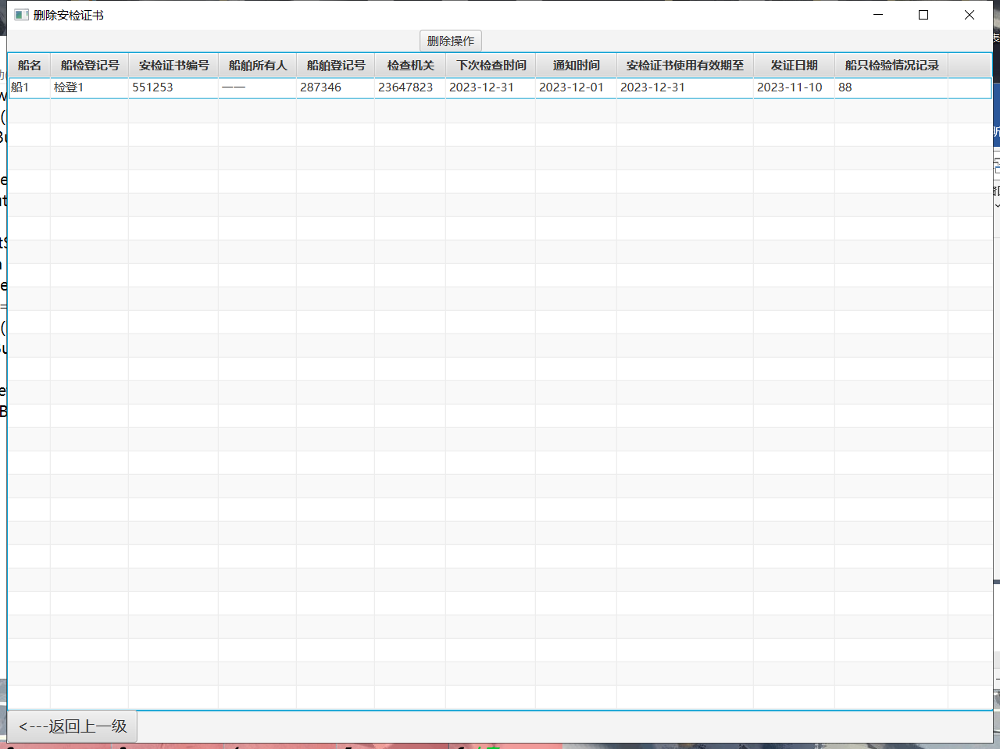 删除安检证书
删除操作
船名 船检登记号 安检证书编号 船舶所有人 船舶登记号 检查机关 下次检查时间 通知时间 安检证书使用有效期至 发证日期 船只检验情况记录
船1 检登1 551253 一一 287346 23647823 2023-12-31 2023-12-01 2023-12-31 2023-11-10 88
<---返回上一级